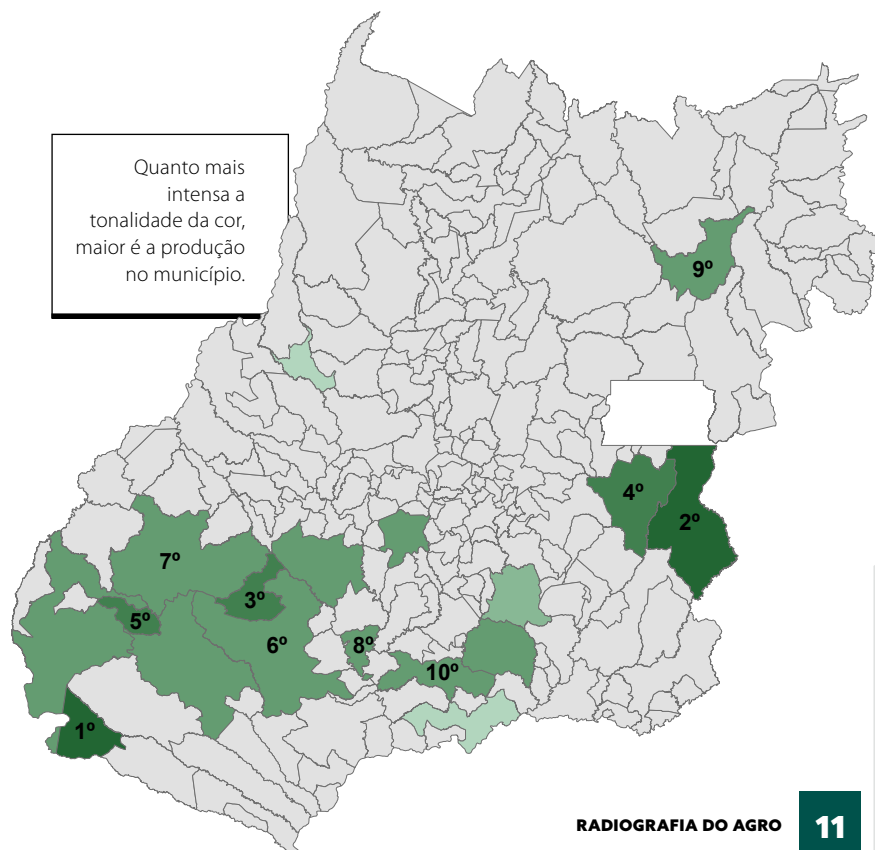 Quanto mais
intensa a
tonalidade da cor,
maior é a produção
no município.
9º
4º
2º
7º
3º
5º
6º
8º
10º
1º
RADIOGRAFIA DO AGRO 11